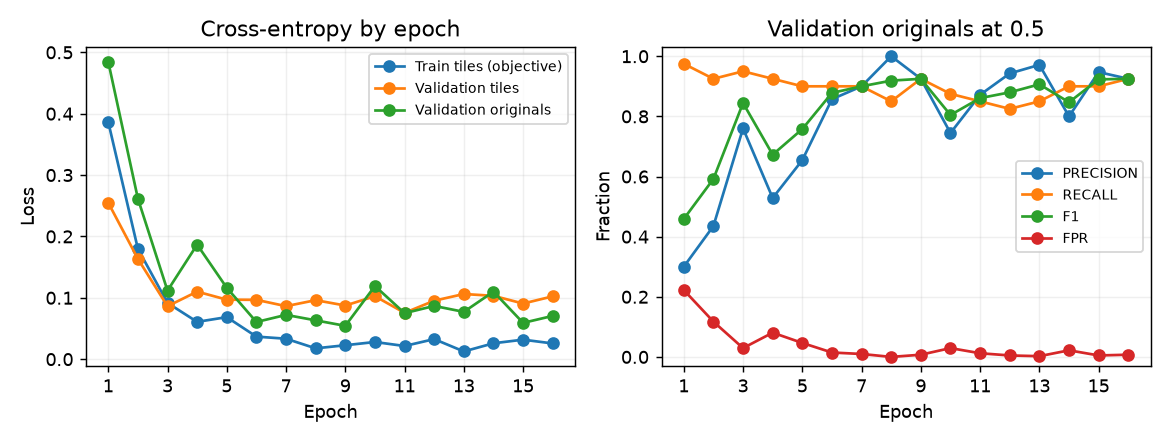 Cross-entropy by epoch
Loss
0.5
0.4
0.3
0.2
0.1
0.0
Train tiles (objective)
Validation tiles
Validation originals
1 3 5 7 9 11 13 15
Epoch
Validation originals at 0.5
Fraction
1.0
0.8
0.6
0.4
0.2
0.0
PRECISION
RECALL
F1
FPR
1 3 5 7 9 11 13 15
Epoch